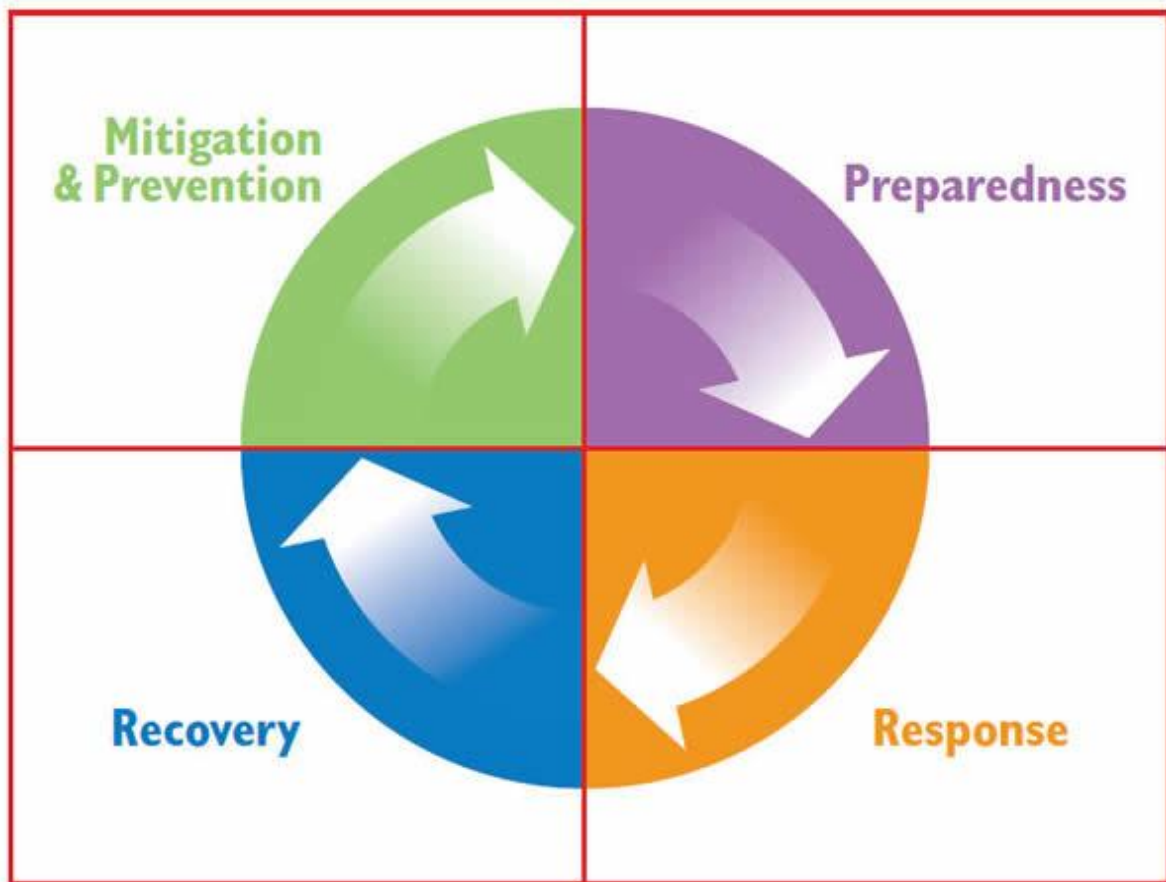 Mitigation
& Prevention
Preparedness
Recovery
Response